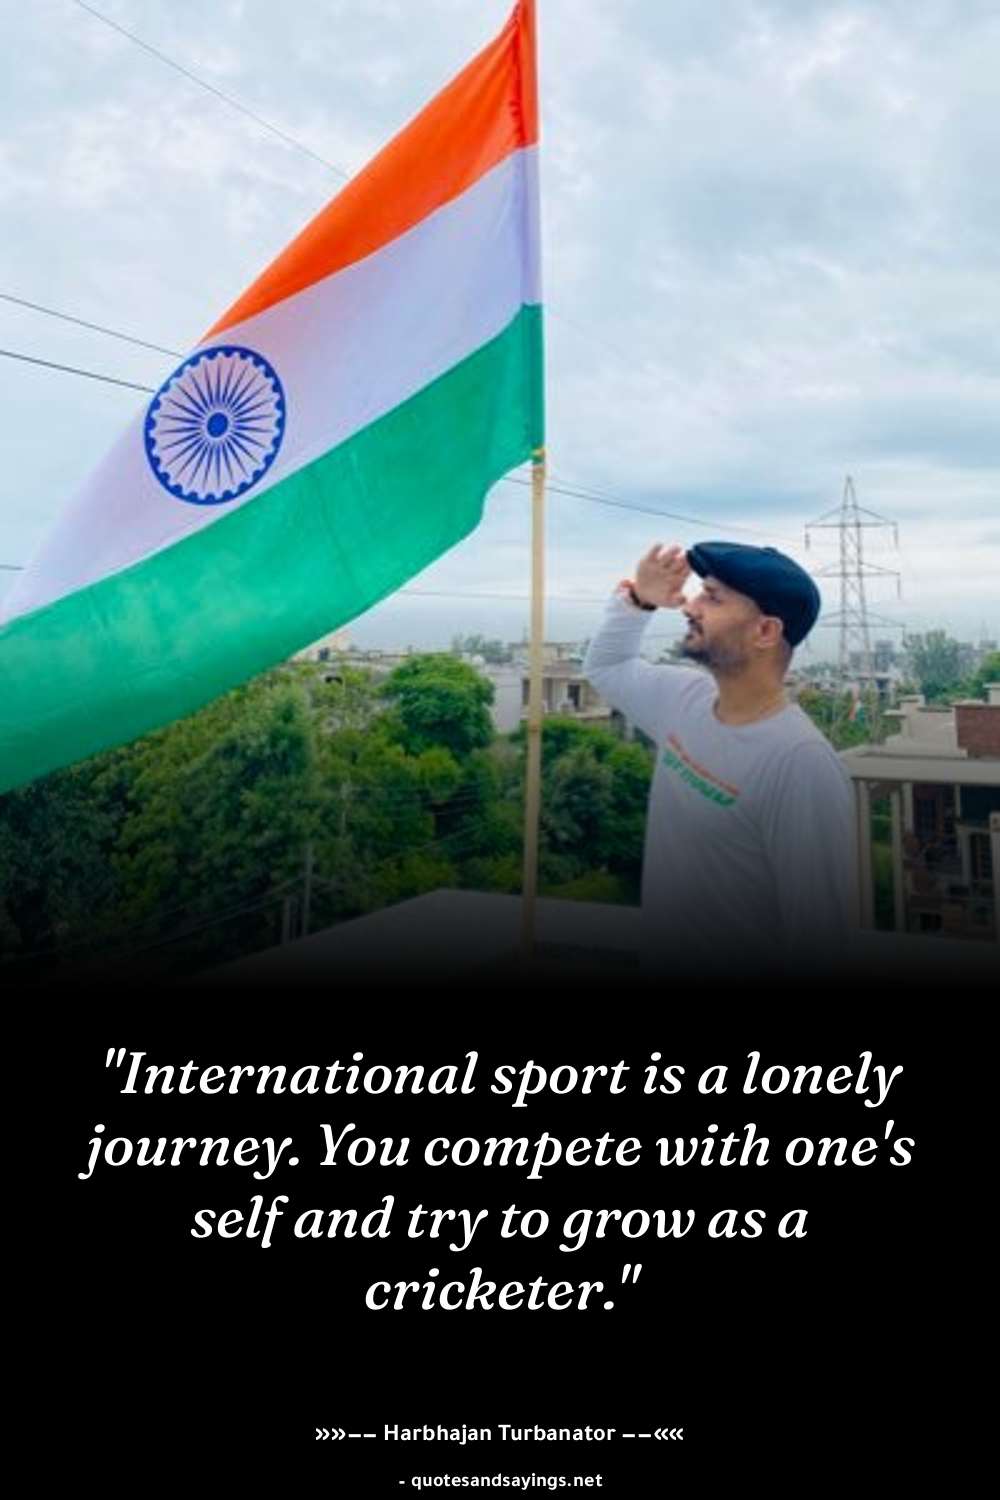 "International sport is a lonely
journey. You compete with one's
self and try to grow as a
cricketer."
»»−− Harbhajan Turbanator −−««
- quotesandsayings.net